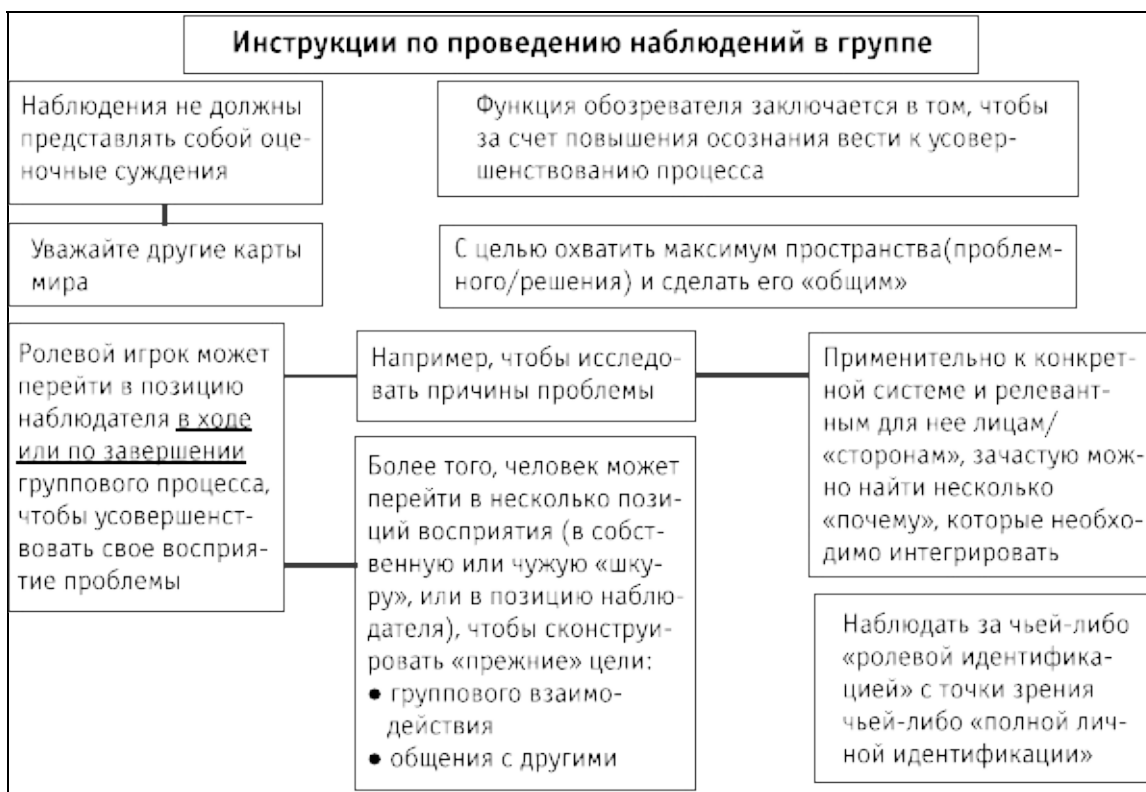 Инструкции по проведению наблюдений в группе
Наблюдения не должны
представлять собой оце-
ночные суждения
Функция обозревателя заключается в том, чтобы
за счет повышения осознания вести к усовер-
шенствованию процесса
Уважайте другие карты
мира
С целью охватить максимум пространства(проблем-
ного/решения) и сделать его «общим»
Ролевой игрок может
перейти в позицию
наблюдателя в ходе
или по завершении
группового процесса,
чтобы усовершенст-
вовать свое восприя-
тие проблемы
Например, чтобы исследо-
вать причины проблемы
Применительно к конкрет-
ной системе и релевант-
ным для нее лицам/
«сторонам», зачастую мож-
но найти несколько
«почему», которые необхо-
димо интегрировать
Более того, человек может
перейти в несколько пози-
ций восприятия (в собст-
венную или чужую «шку-
ру», или в позицию наблю-
дателя), чтобы сконструи-
ровать «прежние» цели:
● группового взаимо-
действия
● общения с другими
Наблюдать за чьей-либо
«ролевой идентифика-
цией» с точки зрения
чьей-либо «полной лич-
ной идентификации»